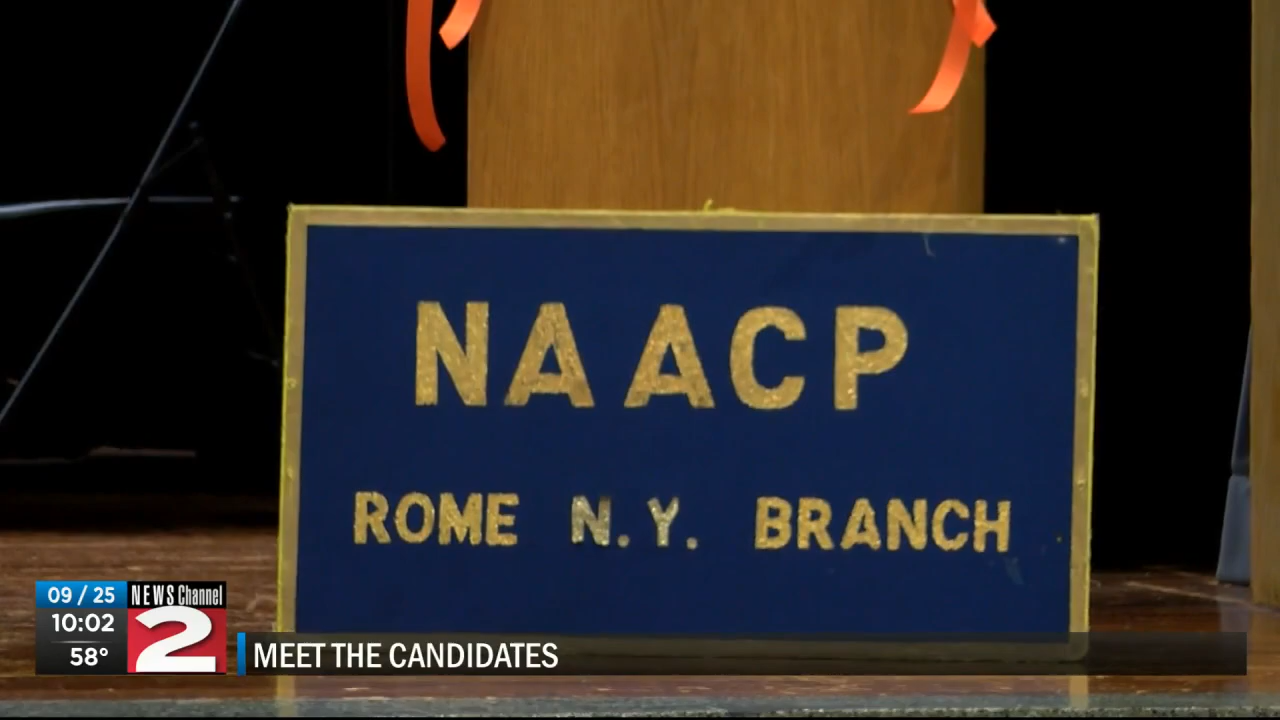 NAACP
ROME N.Y. BRANCH
09 / 25
NEWS Channel
10:02
2
58°
MEET THE CANDIDATES